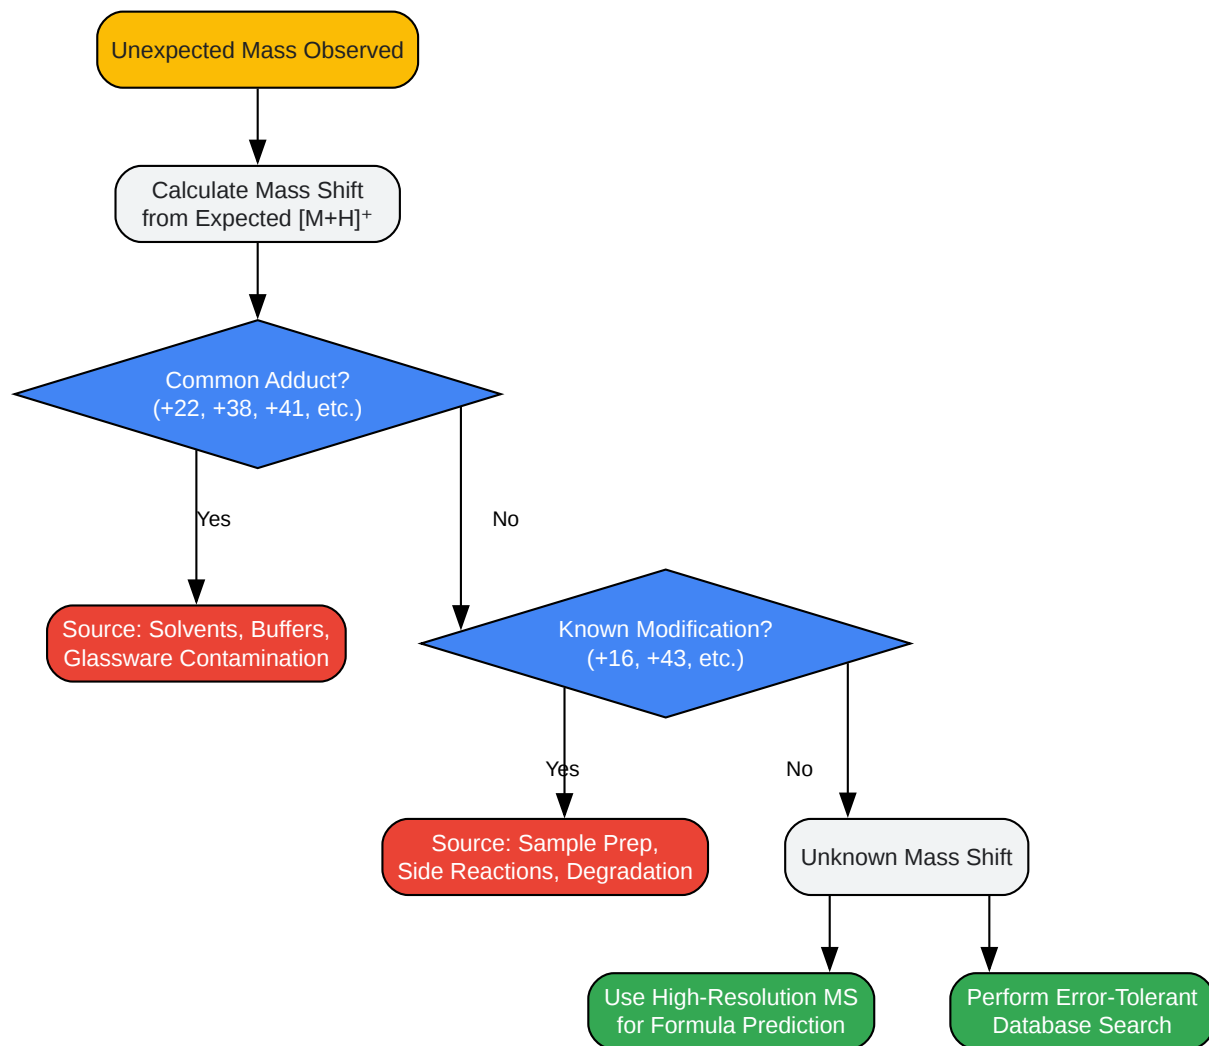 Unexpected Mass Observed
Calculate Mass Shift
from Expected [M+H]⁺
Common Adduct?
(+22, +38, +41, etc.)
Yes
No
Source: Solvents, Buffers,
Glassware Contamination
Known Modification?
(+16, +43, etc.)
Yes
No
Source: Sample Prep,
Side Reactions, Degradation
Unknown Mass Shift
Use High-Resolution MS
for Formula Prediction
Perform Error-Tolerant
Database Search